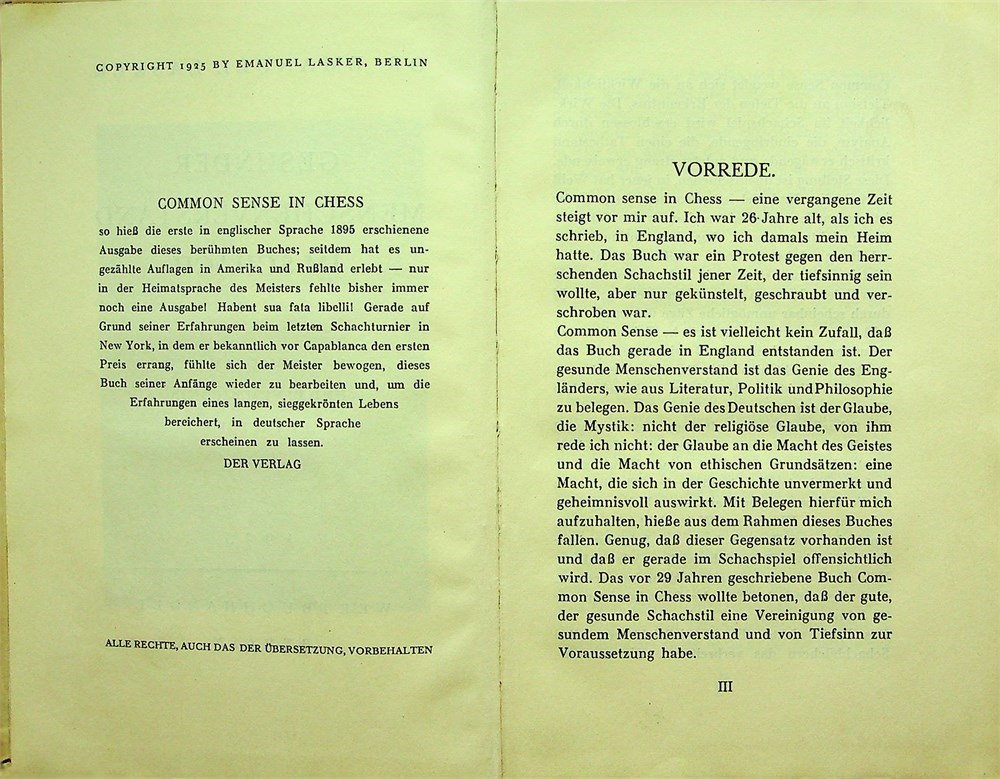 COPYRIGHT 1925 BY EMANUEL LASKER, BERLIN
COMMON SENSE IN CHESS
so hieß die erste in englischer Sprache 1895 erschienene
Ausgabe dieses berühmten Buches; seitdem hat es un-
gezählte Auflagen in Amerika und Rußland erlebt — nur
in der Heimatsprache des Meisters fehlte bisher immer
noch eine Ausgabe! Habent sua fata libelli! Gerade auf
Grund seiner Erfahrungen beim letzten Schachturnier in
New York, in dem er bekanntlich vor Capablanca den ersten
Preis errang, fühlte sich der Meister bewogen, dieses
Buch seiner Anfänge wieder zu bearbeiten und, um die
Erfahrungen eines langen, sieggekrönten Lebens
bereichert, in deutscher Sprache
erscheinen zu lassen.
DER VERLAG
ALLE RECHTE, AUCH DAS DER ÜBERSETZUNG, VORBEHALTEN
VORREDE.
Common sense in Chess — eine vergangene Zeit
steigt vor mir auf. Ich war 26 Jahre alt, als ich es
schrieb, in England, wo ich damals mein Heim
hatte. Das Buch war ein Protest gegen den herr-
schenden Schachstil jener Zeit, der tiefsinnig sein
wollte, aber nur gekünstelt, geschraubt und ver-
schroben war.
Common Sense — es ist vielleicht kein Zufall, daß
das Buch gerade in England entstanden ist. Der
gesunde Menschenverstand ist das Genie des Eng-
länders, wie aus Literatur, Politik und Philosophie
zu belegen. Das Genie des Deutschen ist der Glaube,
die Mystik: nicht der religiöse Glaube, von ihm
rede ich nicht: der Glaube an die Macht des Geistes
und die Macht von ethischen Grundsätzen: eine
Macht, die sich in der Geschichte unvermerkt und
geheimnisvoll auswirkt. Mit Belegen hierfür mich
aufzuhalten, hieße aus dem Rahmen dieses Buches
fallen. Genug, daß dieser Gegensatz vorhanden ist
und daß er gerade im Schachspiel offensichtlich
wird. Das vor 29 Jahren geschriebene Buch Com-
mon Sense in Chess wollte betonen, daß der gute,
der gesunde Schachstil eine Vereinigung von ge-
sundem Menschenverstand und von Tiefsinn zur
Voraussetzung habe.
III